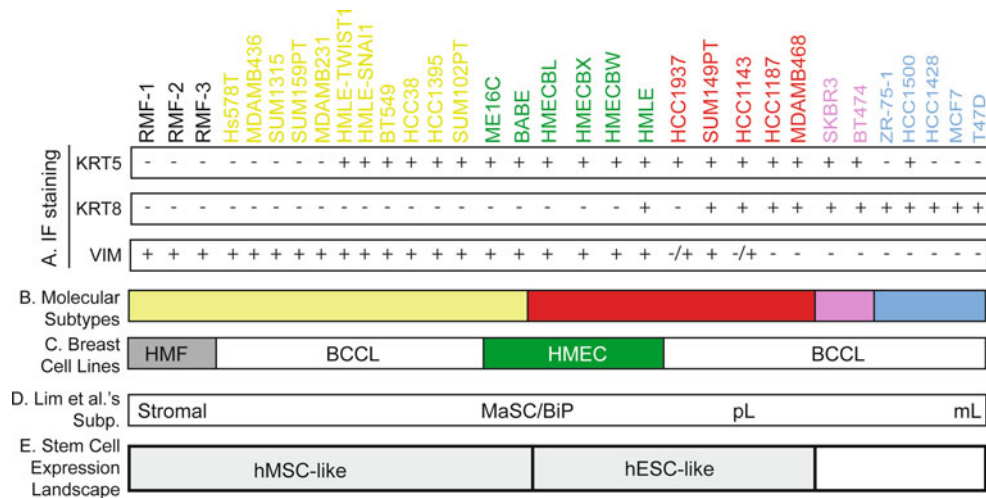 RMF-1
RMF-2
RMF-3
Hs578T
MDAMB436
SUM1315
SUM159PT
MDAMB231
HMLE-TWIST1
HMLE-SNAI1
BT549
HCC38
HCC1395
SUM102PT
ME16C
BABE
HMECBL
HMECBX
HMECBW
HMLE
HCC1937
SUM149PT
HCC1143
HCC1187
MDAMB468
SKBR3
BT474
ZR-75-1
HCC1500
HCC1428
MCF7
T47D
A. IF staining
KRT5 - - - - - - - - + + + + + + + + + + + + + + + + + + + - + - - -
KRT8 - - - - - - - - - - - - - - - - - - - + - + + + + + + + + + + +
VIM + + + + + + + + + + + + + + + + + + + + -/+ + -/+ - - - - - - - - -
B. Molecular
Subtypes
C. Breast
Cell Lines
HMF BCCL HMEC BCCL
D. Lim et al.'s
Subp.
Stromal MaSC/BiP pL mL
E. Stem Cell
Expression
Landscape
hMSC-like hESC-like